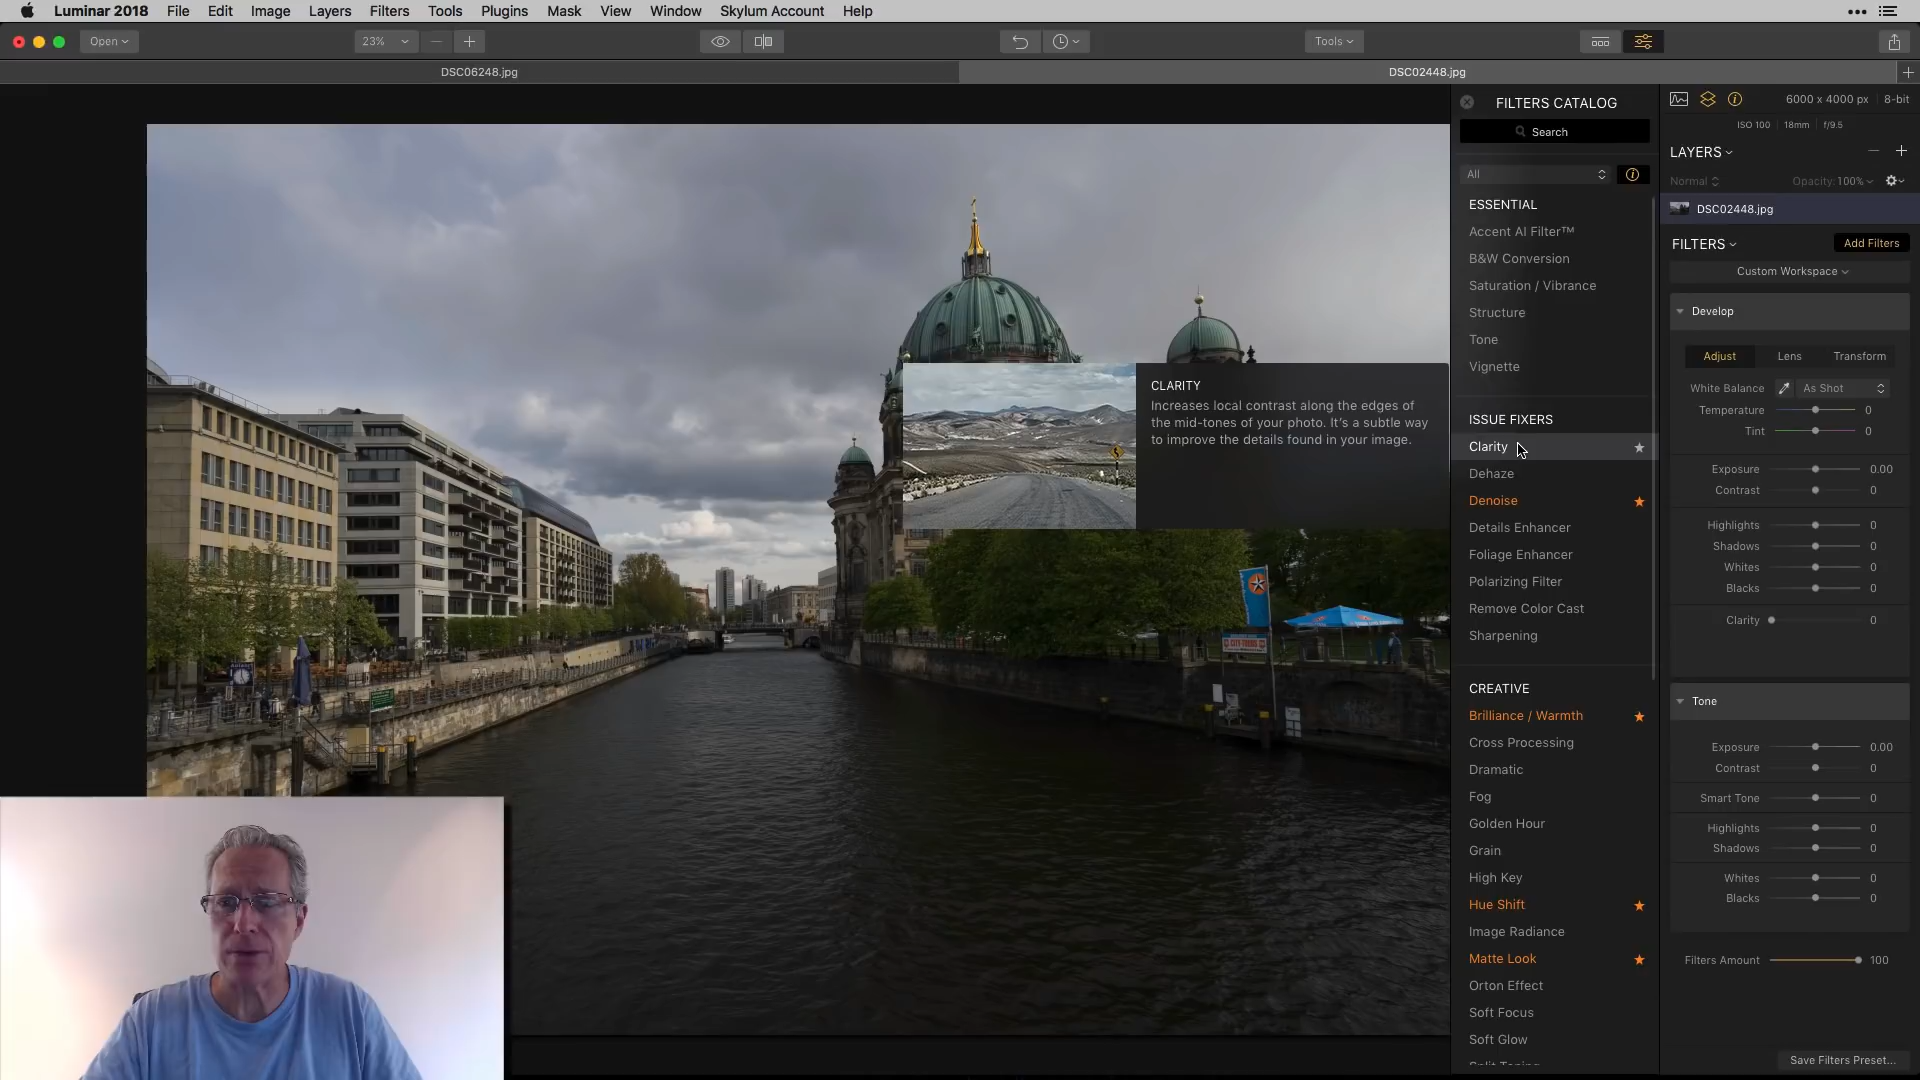 Luminar 2018 File Edit Image Layers Filters Tools Plugins Mask View Window Skylum Account Help
Open 23% Tools
DSC06248.jpg DSC02448.jpg
FILTERS CATALOG
Search
All
ESSENTIAL
Accent AI Filter™
B&W Conversion
Saturation / Vibrance
Structure
Tone
Vignette
ISSUE FIXERS
Clarity
Dehaze
Denoise
Details Enhancer
Foliage Enhancer
Polarizing Filter
Remove Color Cast
Sharpening
CREATIVE
Brilliance / Warmth
Cross Processing
Dramatic
Fog
Golden Hour
Grain
High Key
Hue Shift
Image Radiance
Matte Look
Orton Effect
Soft Focus
Soft Glow
CLARITY
Increases local contrast along the edges of
the mid-tones of your photo. It's a subtle way
to improve the details found in your image.
6000 x 4000 px 8-bit
ISO 100 18mm f/9.5
LAYERS
Normal Opacity: 100%
DSC02448.jpg
FILTERS Add Filters
Custom Workspace
Develop
Adjust Lens Transform
White Balance As Shot
Temperature 0
Tint 0
Exposure 0.00
Contrast 0
Highlights 0
Shadows 0
Whites 0
Blacks 0
Clarity 0
Tone
Exposure 0.00
Contrast 0
Smart Tone 0
Highlights 0
Shadows 0
Whites 0
Blacks 0
Filters Amount 100
Save Filters Preset...